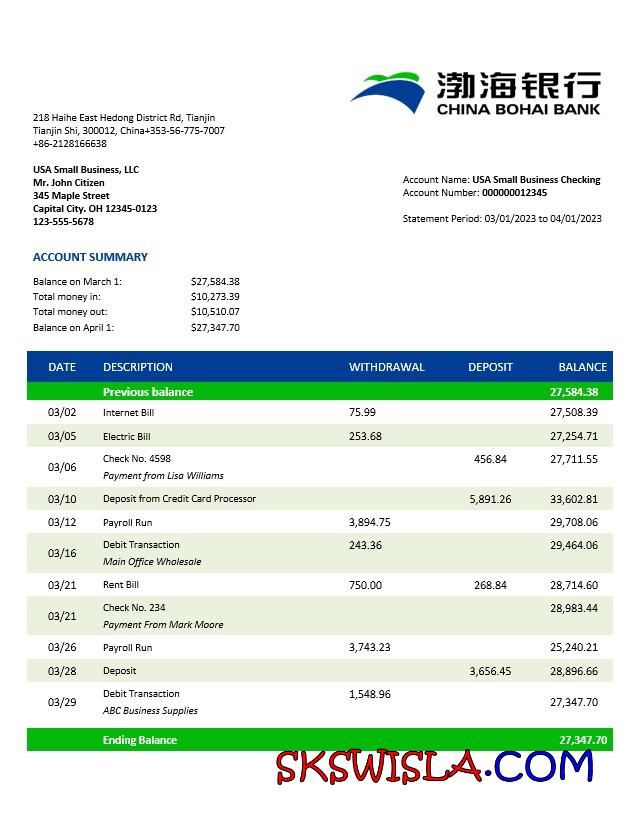 渤海银行
CHINA BOHAI BANK
218 Haihe East Hedong District Rd, Tianjin
Tianjin Shi, 300012, China+353-56-775-7007
+86-2128166638
USA Small Business, LLC
Mr. John Citizen
345 Maple Street
Capital City. OH 12345-0123
123-555-5678
Account Name: USA Small Business Checking
Account Number: 000000012345
Statement Period: 03/01/2023 to 04/01/2023
ACCOUNT SUMMARY
Balance on March 1: $27,584.38
Total money in: $10,273.39
Total money out: $10,510.07
Balance on April 1: $27,347.70
DATE DESCRIPTION WITHDRAWAL DEPOSIT BALANCE
Previous balance 27,584.38
03/02 Internet Bill 75.99 27,508.39
03/05 Electric Bill 253.68 27,254.71
03/06 Check No. 4598 456.84 27,711.55
Payment from Lisa Williams
03/10 Deposit from Credit Card Processor 5,891.26 33,602.81
03/12 Payroll Run 3,894.75 29,708.06
03/16 Debit Transaction 243.36 29,464.06
Main Office Wholesale
03/21 Rent Bill 750.00 268.84 28,714.60
03/21 Check No. 234 28,983.44
Payment From Mark Moore
03/26 Payroll Run 3,743.23 25,240.21
03/28 Deposit 3,656.45 28,896.66
03/29 Debit Transaction 1,548.96 27,347.70
ABC Business Supplies
Ending Balance 27,347.70
SKSWISLA.COM